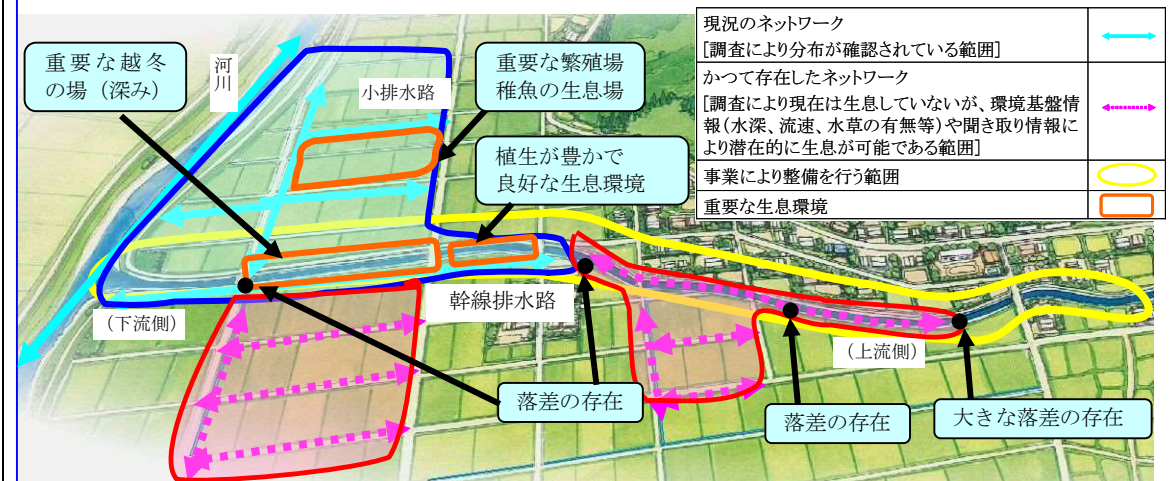 現況のネットワーク
[調査により分布が確認されている範囲]
かつて存在したネットワーク
[調査により現在は生息していないが、環境基盤情
報(水深、流速、水草の有無等)や聞き取り情報に
より潜在的に生息が可能である範囲]
事業により整備を行う範囲
重要な生息環境
重要な越冬
の場（深み）
河川
小排水路
重要な繁殖場
稚魚の生息場
植生が豊かで
良好な生息環境
（下流側）
幹線排水路
（上流側）
落差の存在
落差の存在
大きな落差の存在